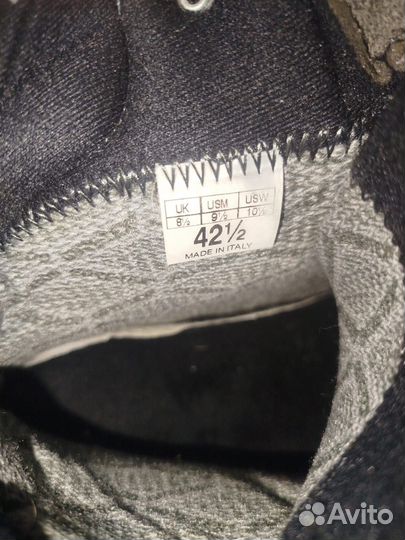 UK USM USW
8½ 9½ 10½
42½
MADE IN ITALY
Avito